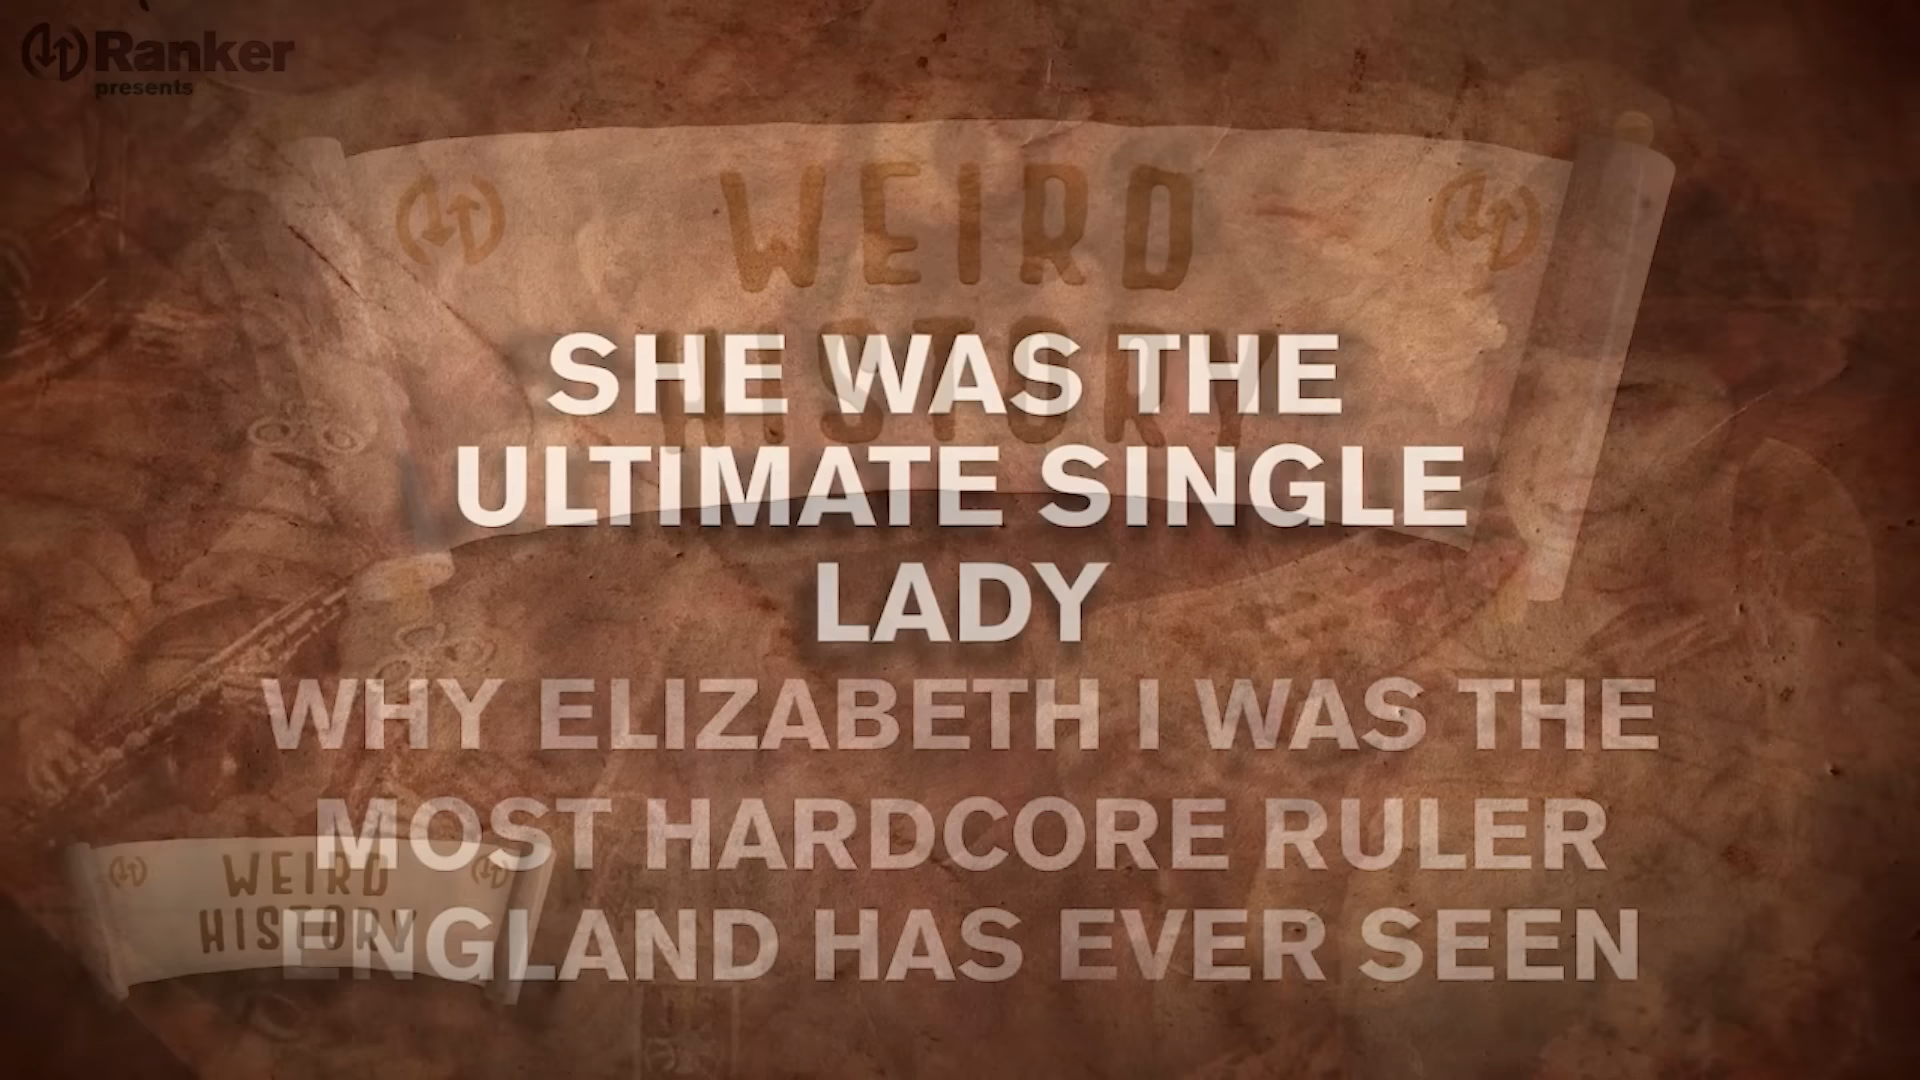 Ranker
presents
WEIRD
HISTORY
SHE WAS THE
ULTIMATE SINGLE
LADY
WHY ELIZABETH I WAS THE
MOST HARDCORE RULER
ENGLAND HAS EVER SEEN
WEIRD
HISTORY